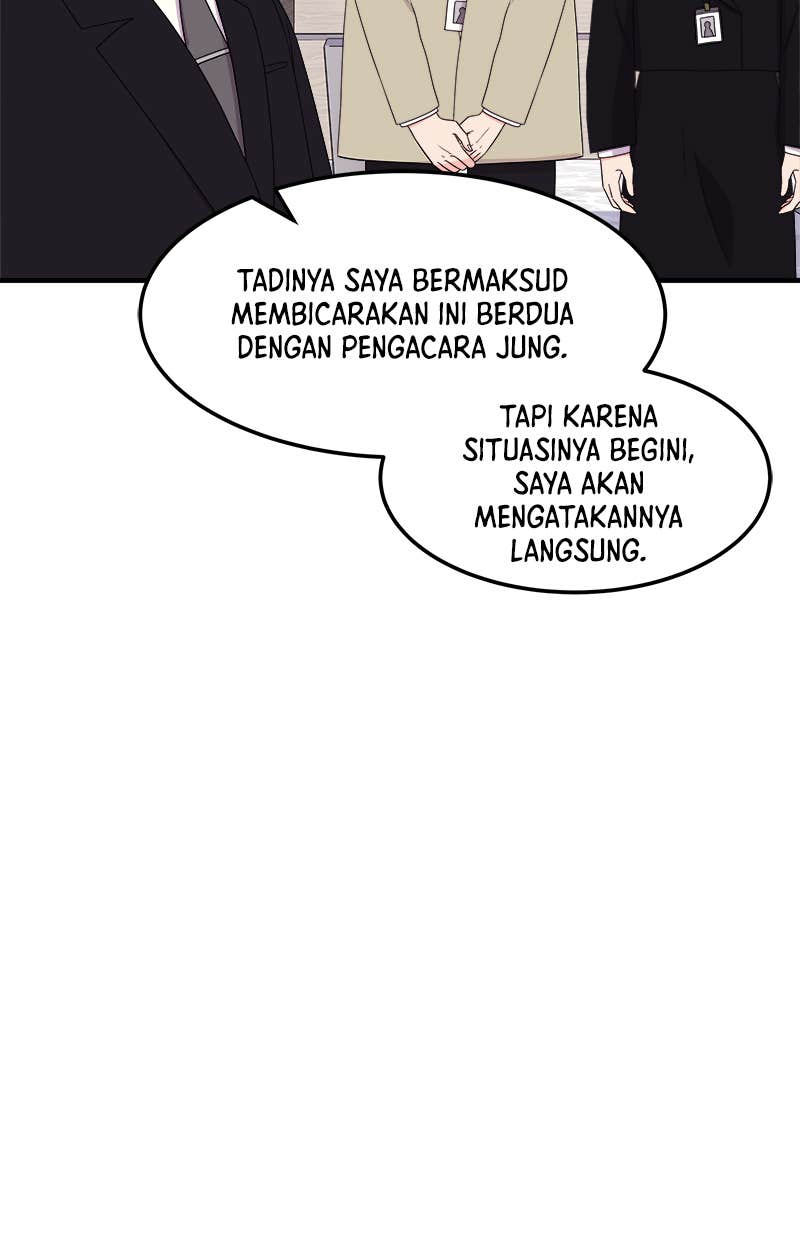 TADINYA SAYA BERMAKSUD
MEMBICARAKAN INI BERDUA
DENGAN PENGACARA JUNG.
TAPI KARENA
SITUASINYA BEGINI,
SAYA AKAN
MENGATAKANNYA
LANGSUNG.